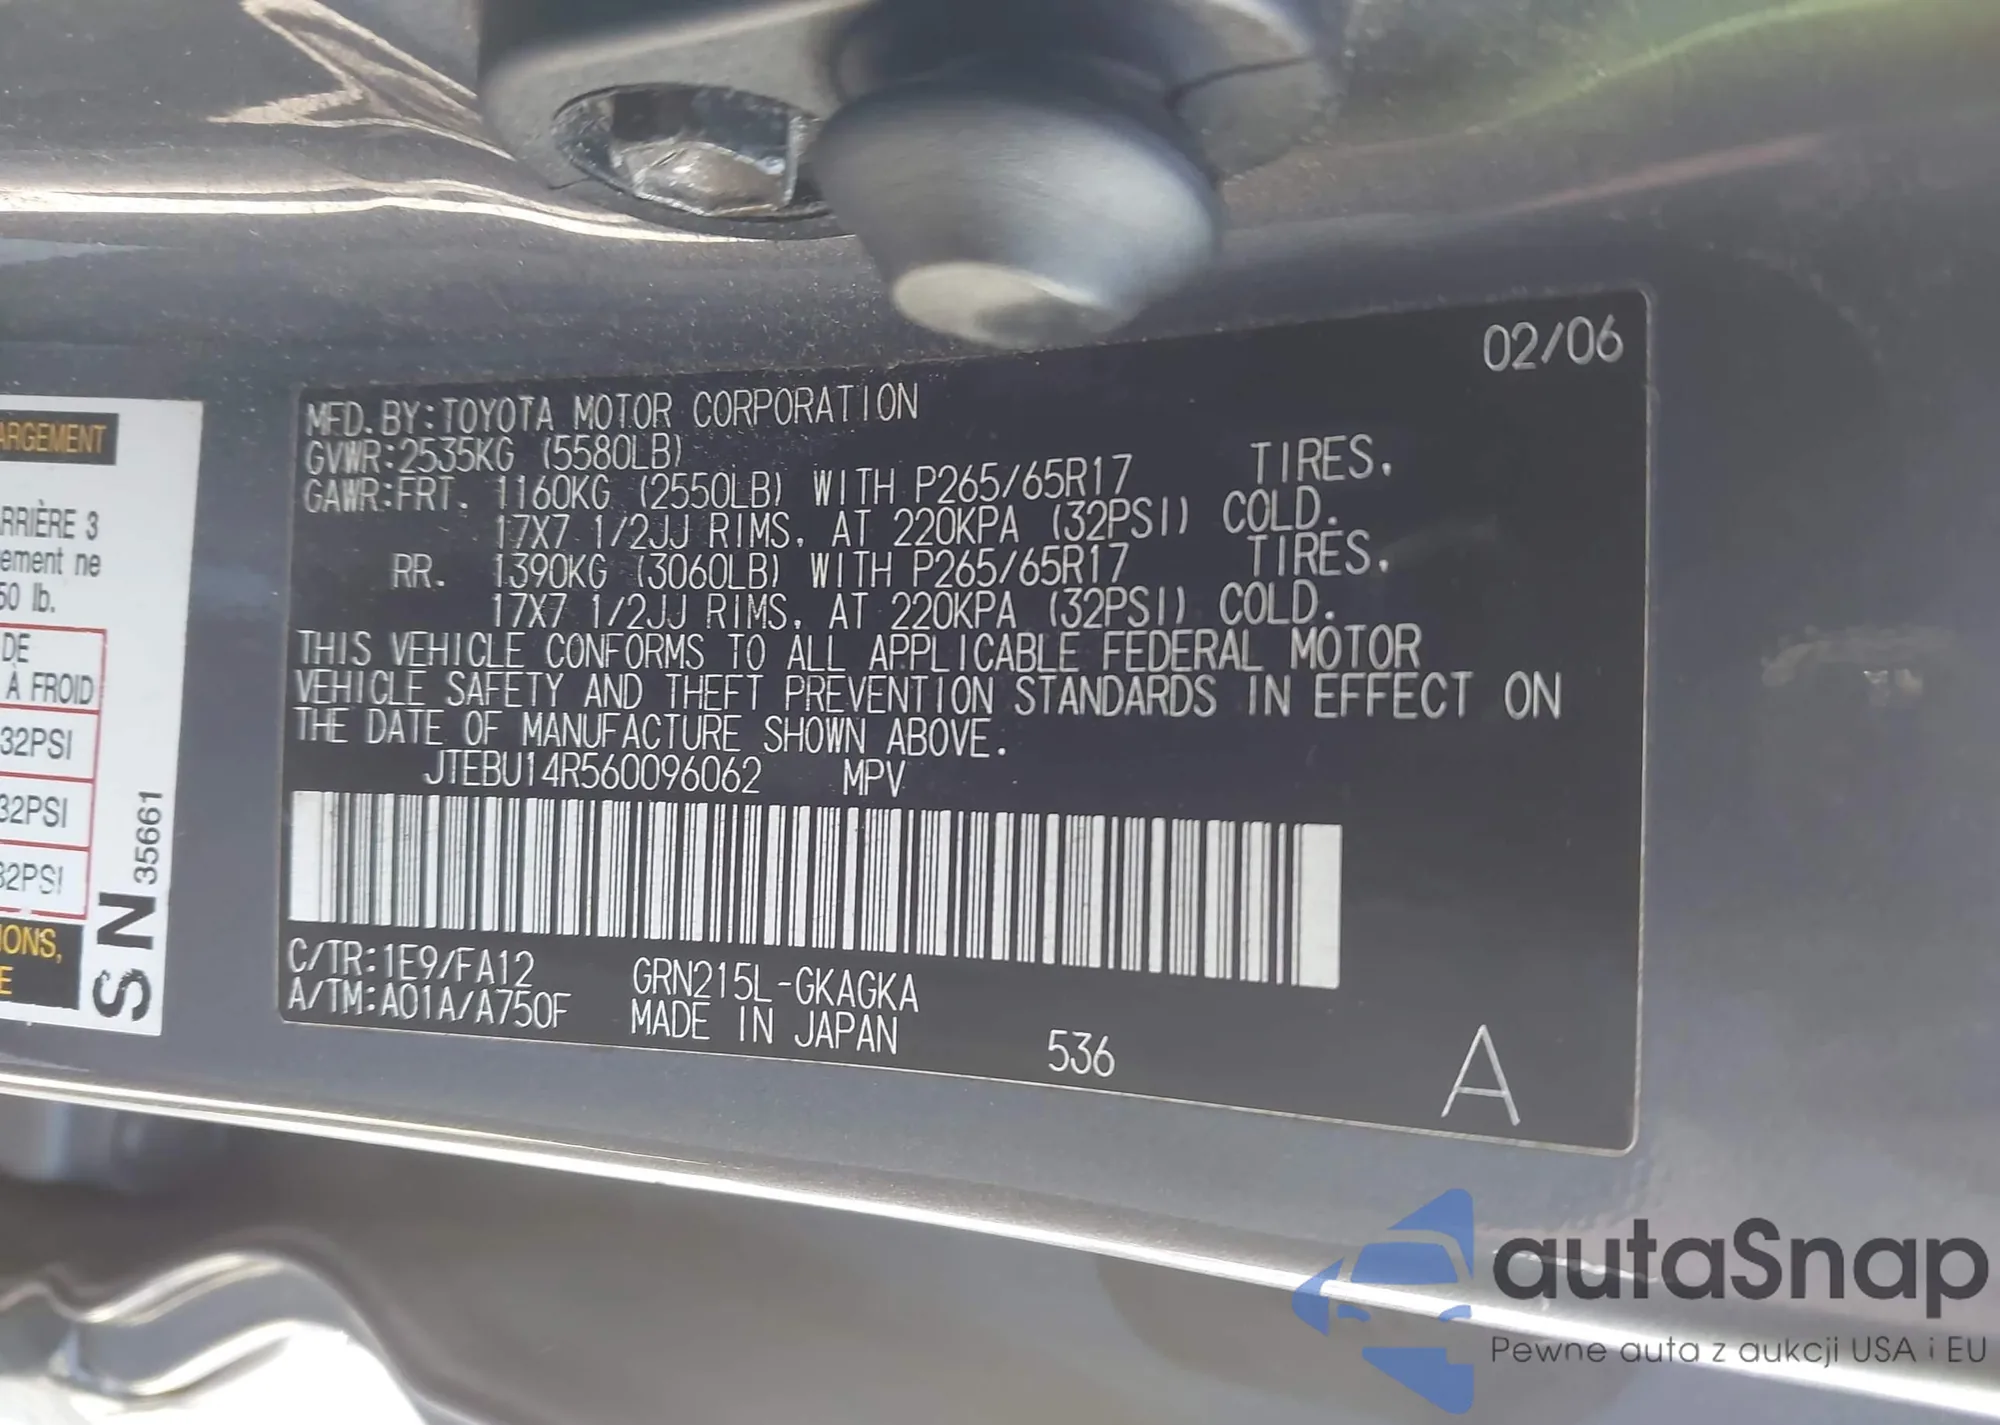 ARGEMENT
RRIÈRE 3
ement ne
50 lb.
DE
À FROID
32PSI
32PSI
32PSI
IONS,
E
SN 35661
02/06
MFD. BY:TOYOTA MOTOR CORPORATION
GVWR:2535KG (5580LB)
GAWR:FRT. 1160KG (2550LB) WITH P265/65R17 TIRES.
17X7 1/2JJ RIMS, AT 220KPA (32PSI) COLD.
RR. 1390KG (3060LB) WITH P265/65R17 TIRES.
17X7 1/2JJ RIMS, AT 220KPA (32PSI) COLD.
THIS VEHICLE CONFORMS TO ALL APPLICABLE FEDERAL MOTOR
VEHICLE SAFETY AND THEFT PREVENTION STANDARDS IN EFFECT ON
THE DATE OF MANUFACTURE SHOWN ABOVE.
JTEBU14R560096062 MPV
C/TR:1E9/FA12 GRN215L-GKAGKA
A/TM:A01A/A750F MADE IN JAPAN 536
A
autaSnap
Pewne auta z aukcji USA i EU